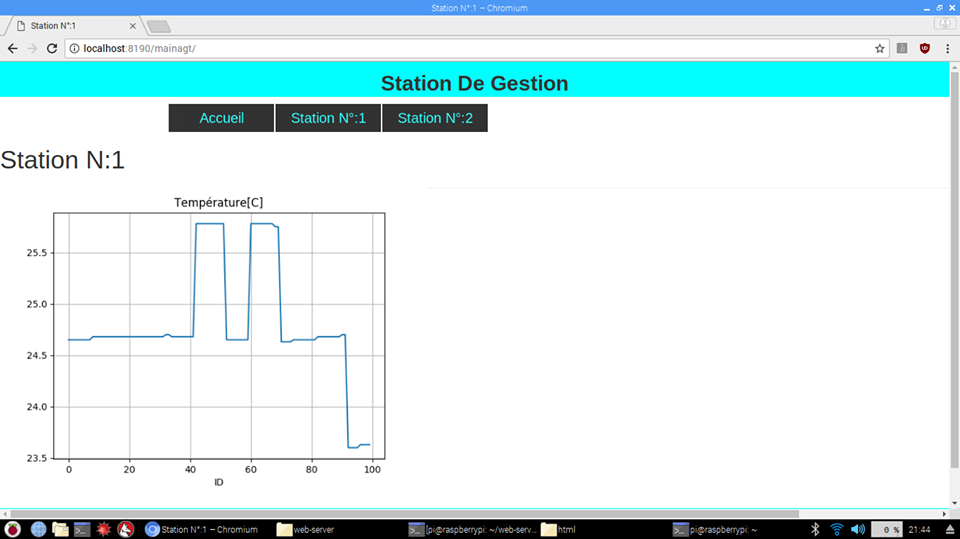 Station N°:1 – Chromium
Station N°:1
localhost:8190/mainagt/
Station De Gestion
Accueil
Station N°:1
Station N°:2
Station N:1
Température[C]
25.5
25.0
24.5
24.0
23.5
0 20 40 60 80 100
ID
Station N°:1 – Chromium
web-server
[pi@raspberrypi: ~/web-serv...
html
pi@raspberrypi: ~
0 %
21:44